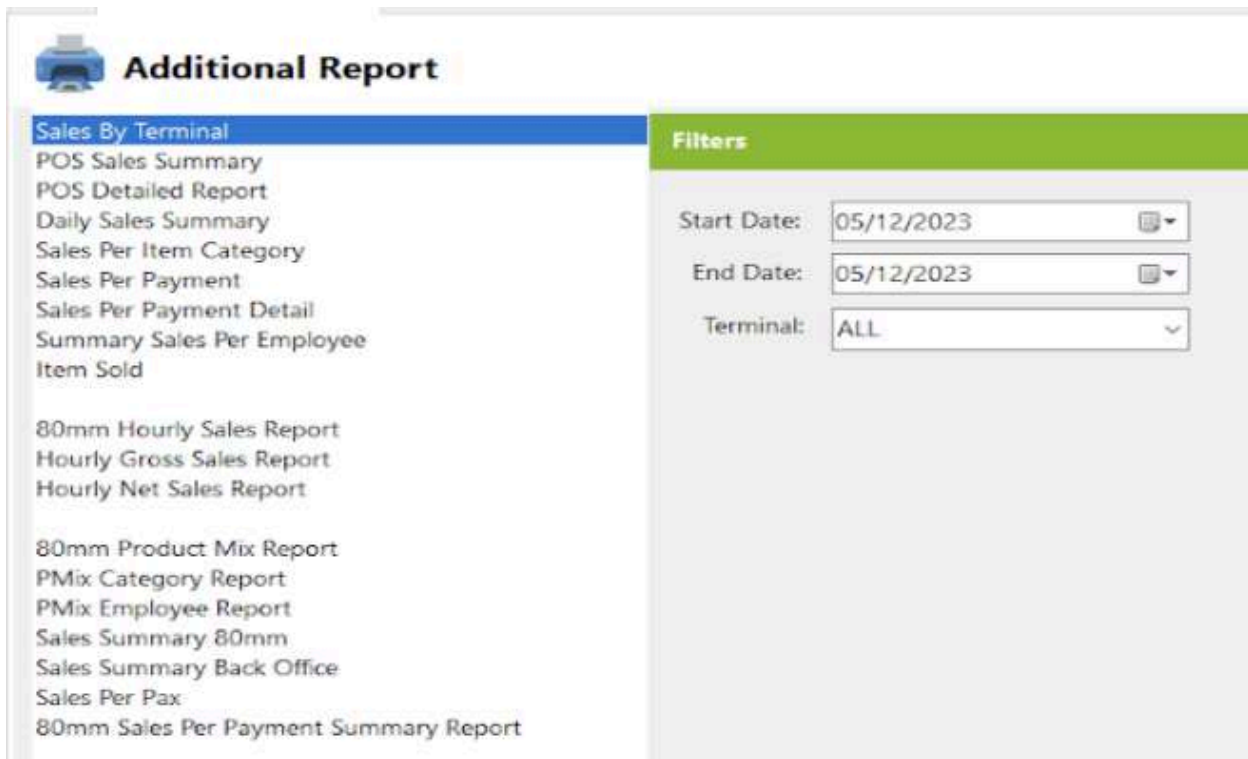 Additional Report
Sales By Terminal
POS Sales Summary
POS Detailed Report
Daily Sales Summary
Sales Per Item Category
Sales Per Payment
Sales Per Payment Detail
Summary Sales Per Employee
Item Sold
80mm Hourly Sales Report
Hourly Gross Sales Report
Hourly Net Sales Report
80mm Product Mix Report
PMix Category Report
PMix Employee Report
Sales Summary 80mm
Sales Summary Back Office
Sales Per Pax
80mm Sales Per Payment Summary Report
Filters
Start Date: 05/12/2023
End Date: 05/12/2023
Terminal: ALL